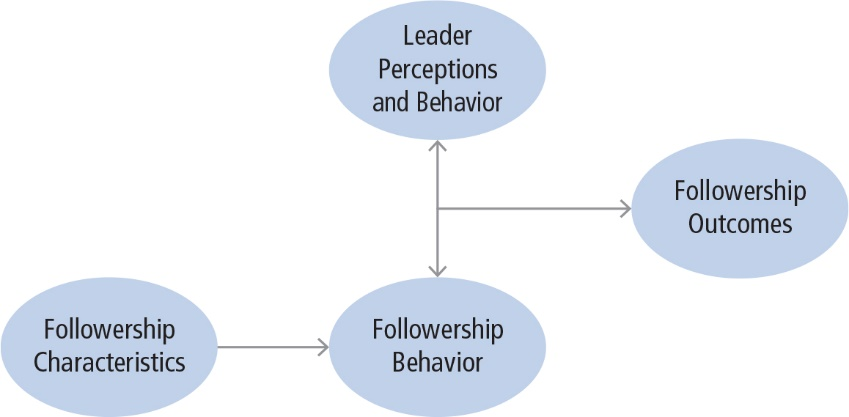 Leader
Perceptions
and Behavior
Followership
Outcomes
Followership
Characteristics
Followership
Behavior